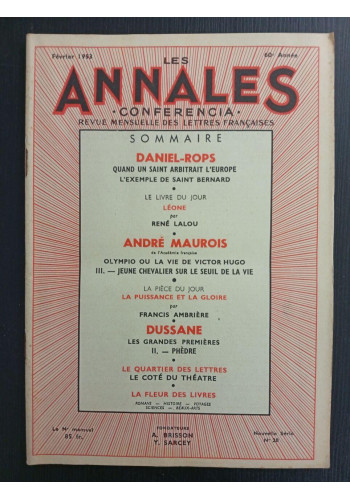 Février 1953
60e Année
LES
ANNALES
· CONFERENCIA ·
REVUE MENSUELLE DES LETTRES FRANÇAISES
SOMMAIRE
DANIEL-ROPS
QUAND UN SAINT ARBITRAIT L'EUROPE
L'EXEMPLE DE SAINT BERNARD
LE LIVRE DU JOUR
LÉONE
par
RENÉ LALOU
ANDRÉ MAUROIS
de l'Académie française
OLYMPIO OU LA VIE DE VICTOR HUGO
III. — JEUNE CHEVALIER SUR LE SEUIL DE LA VIE
LA PIÈCE DU JOUR
LA PUISSANCE ET LA GLOIRE
par
FRANCIS AMBRIÈRE
DUSSANE
LES GRANDES PREMIÈRES
II. — PHÈDRE
LE QUARTIER DES LETTRES
LE COTÉ DU THÉATRE
LA FLEUR DES LIVRES
ROMANS — HISTOIRE — VOYAGES
SCIENCES — BEAUX-ARTS
Le No mensuel
fr.
FONDATEURS
A. BRISSON
Y. SARCEY
Nouvelle Série
No